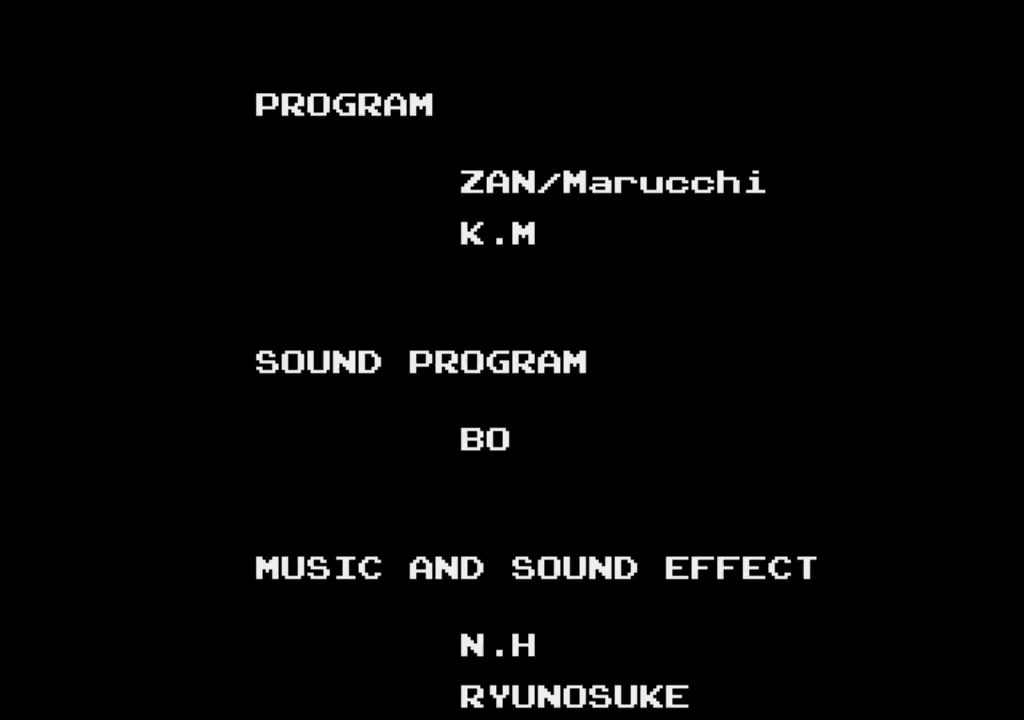 PROGRAM
ZAN/Marucchi
K.M
SOUND PROGRAM
BO
MUSIC AND SOUND EFFECT
N.H
RYUNOSUKE